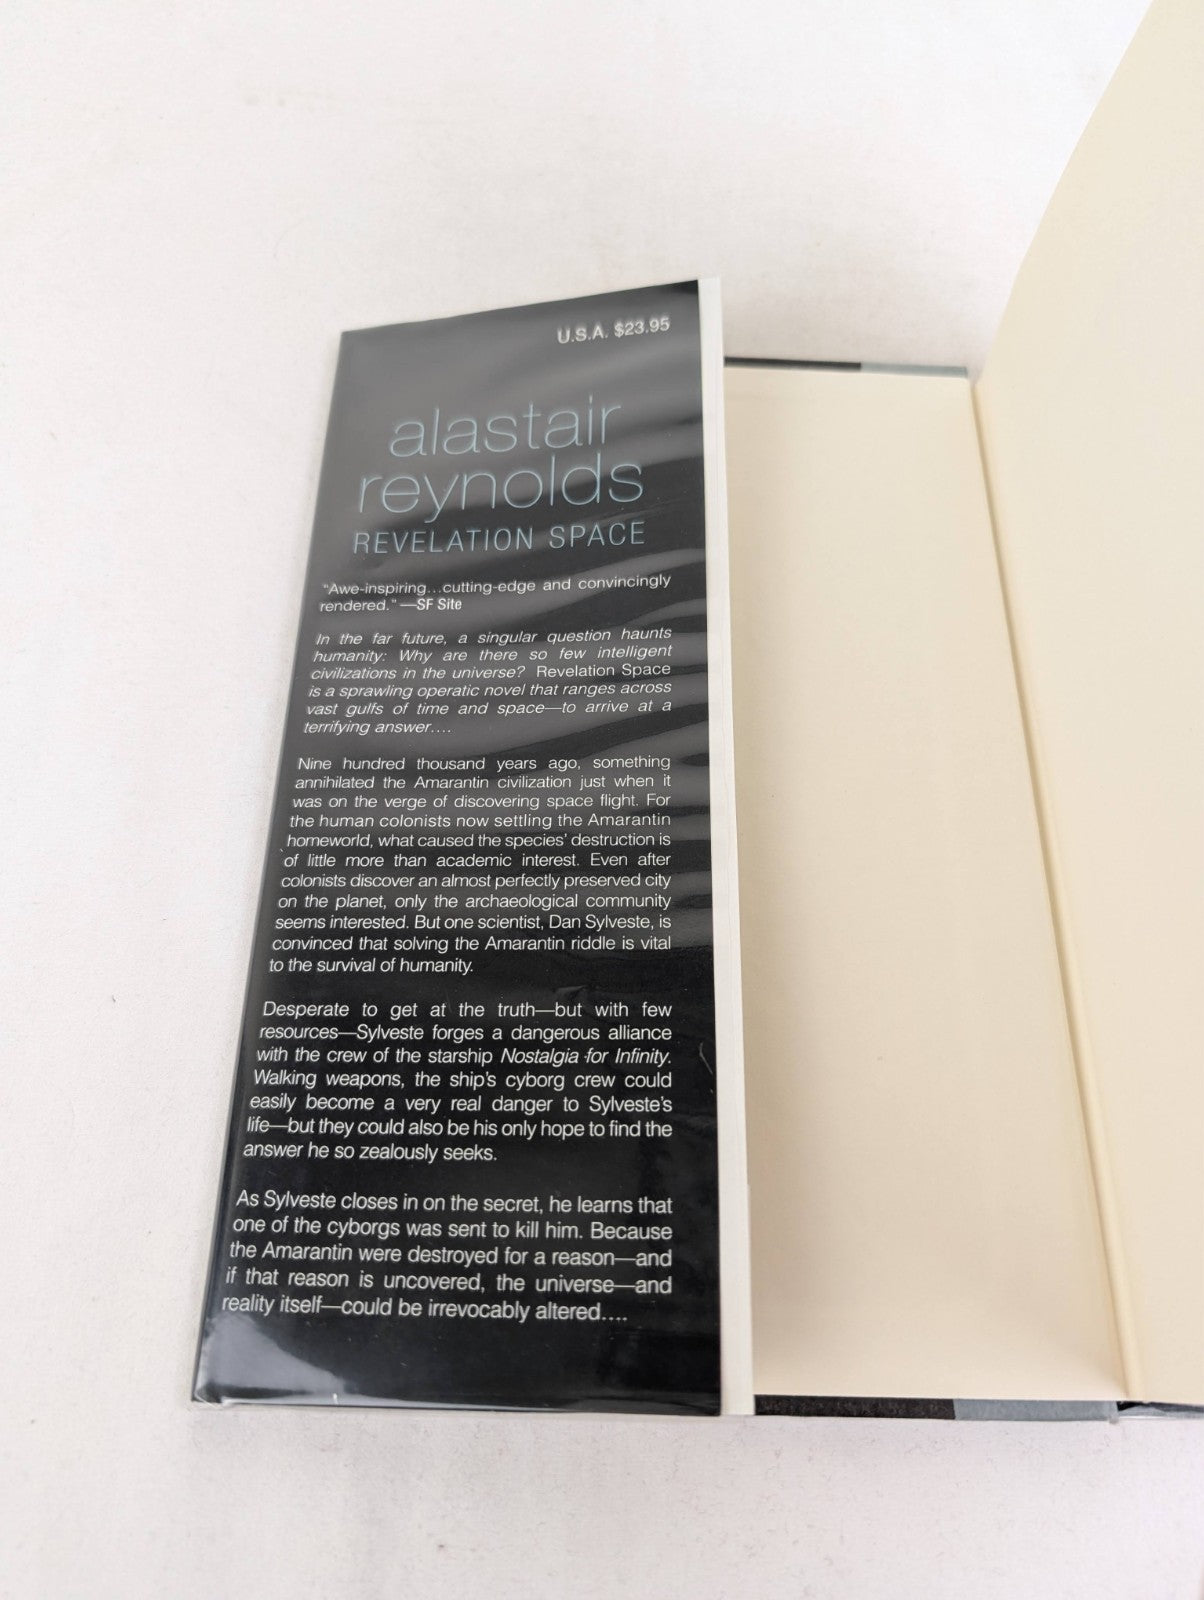 U.S.A. $23.95
alastair
reynolds
REVELATION SPACE
"Awe-inspiring...cutting-edge and convincingly
rendered." —SF Site
In the far future, a singular question haunts
humanity: Why are there so few intelligent
civilizations in the universe? Revelation Space
is a sprawling operatic novel that ranges across
vast gulfs of time and space—to arrive at a
terrifying answer....
Nine hundred thousand years ago, something
annihilated the Amarantin civilization just when it
was on the verge of discovering space flight. For
the human colonists now settling the Amarantin
homeworld, what caused the species' destruction is
of little more than academic interest. Even after
colonists discover an almost perfectly preserved city
on the planet, only the archaeological community
seems interested. But one scientist, Dan Sylveste, is
convinced that solving the Amarantin riddle is vital
to the survival of humanity.
Desperate to get at the truth—but with few
resources—Sylveste forges a dangerous alliance
with the crew of the starship Nostalgia for Infinity.
Walking weapons, the ship's cyborg crew could
easily become a very real danger to Sylveste's
life—but they could also be his only hope to find the
answer he so zealously seeks.
As Sylveste closes in on the secret, he learns that
one of the cyborgs was sent to kill him. Because
the Amarantin were destroyed for a reason—and
if that reason is uncovered, the universe—and
reality itself—could be irrevocably altered....